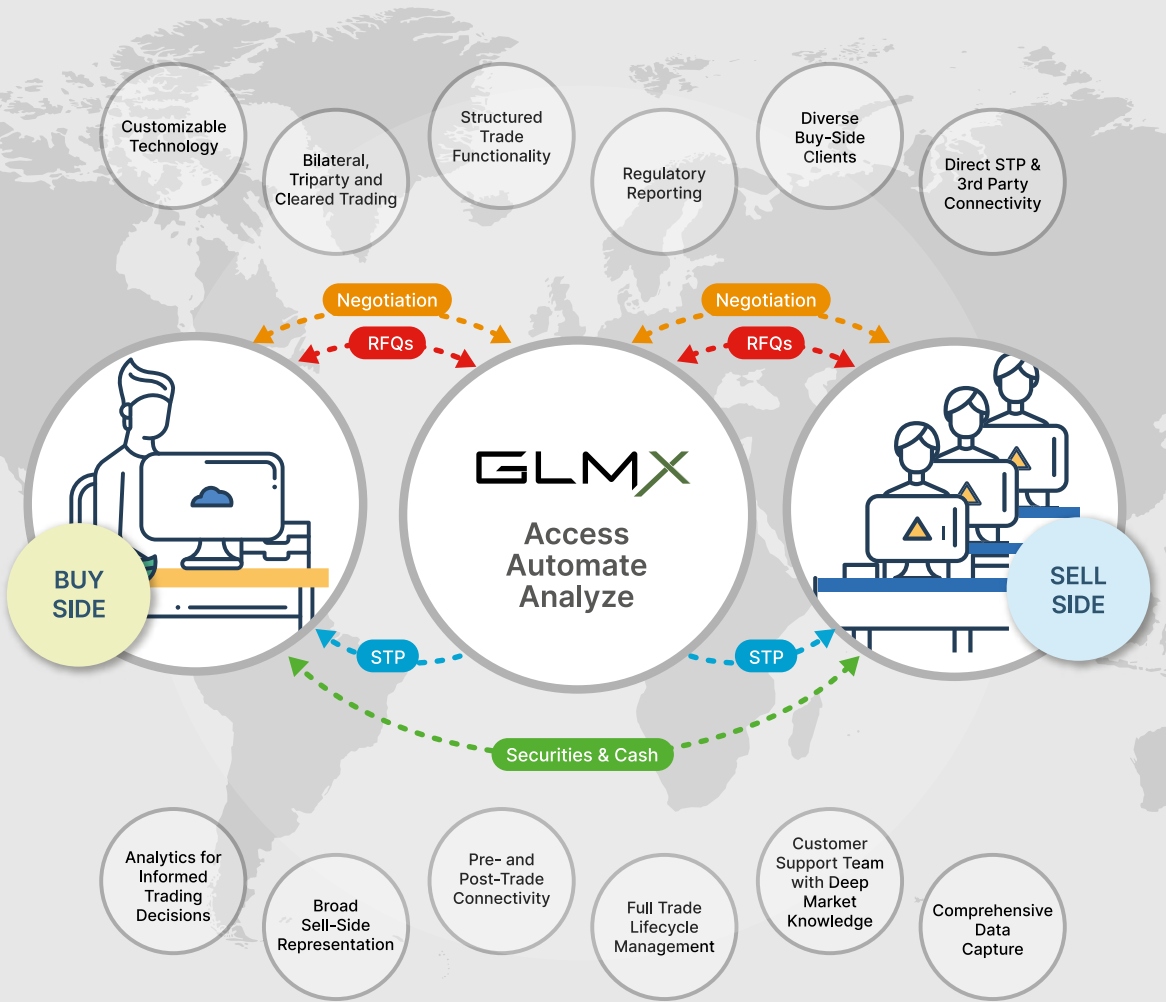 Customizable
Technology
Bilateral,
Triparty and
Cleared Trading
Structured
Trade
Functionality
Regulatory
Reporting
Diverse
Buy-Side
Clients
Direct STP &
3rd Party
Connectivity
Negotiation
Negotiation
RFQs
RFQs
GLMX
Access
Automate
Analyze
BUY
SIDE
SELL
SIDE
STP
STP
Securities & Cash
Analytics for
Informed
Trading
Decisions
Broad
Sell-Side
Representation
Pre- and
Post-Trade
Connectivity
Full Trade
Lifecycle
Management
Customer
Support Team
with Deep
Market
Knowledge
Comprehensive
Data
Capture